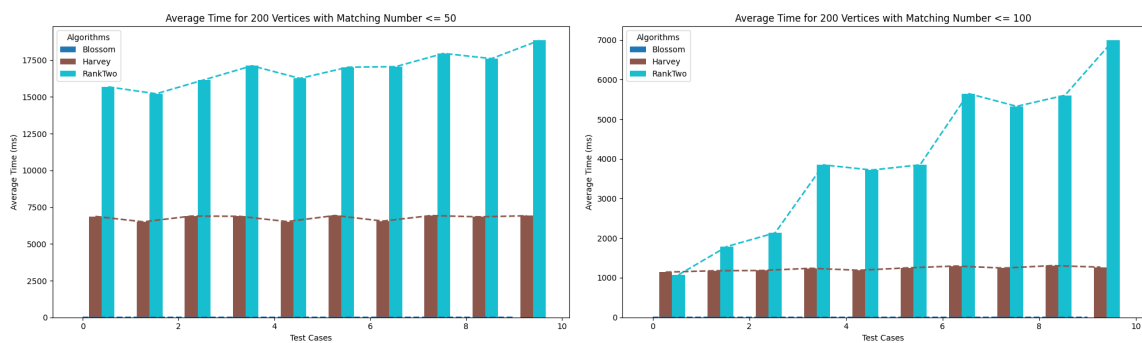 Average Time for 200 Vertices with Matching Number <= 50
Algorithms
Blossom
Harvey
RankTwo
17500
15000
12500
10000
7500
5000
2500
0
Average Time (ms)
0 2 4 6 8 10
Test Cases
Average Time for 200 Vertices with Matching Number <= 100
Algorithms
Blossom
Harvey
RankTwo
7000
6000
5000
4000
3000
2000
1000
0
Average Time (ms)
0 2 4 6 8 10
Test Cases